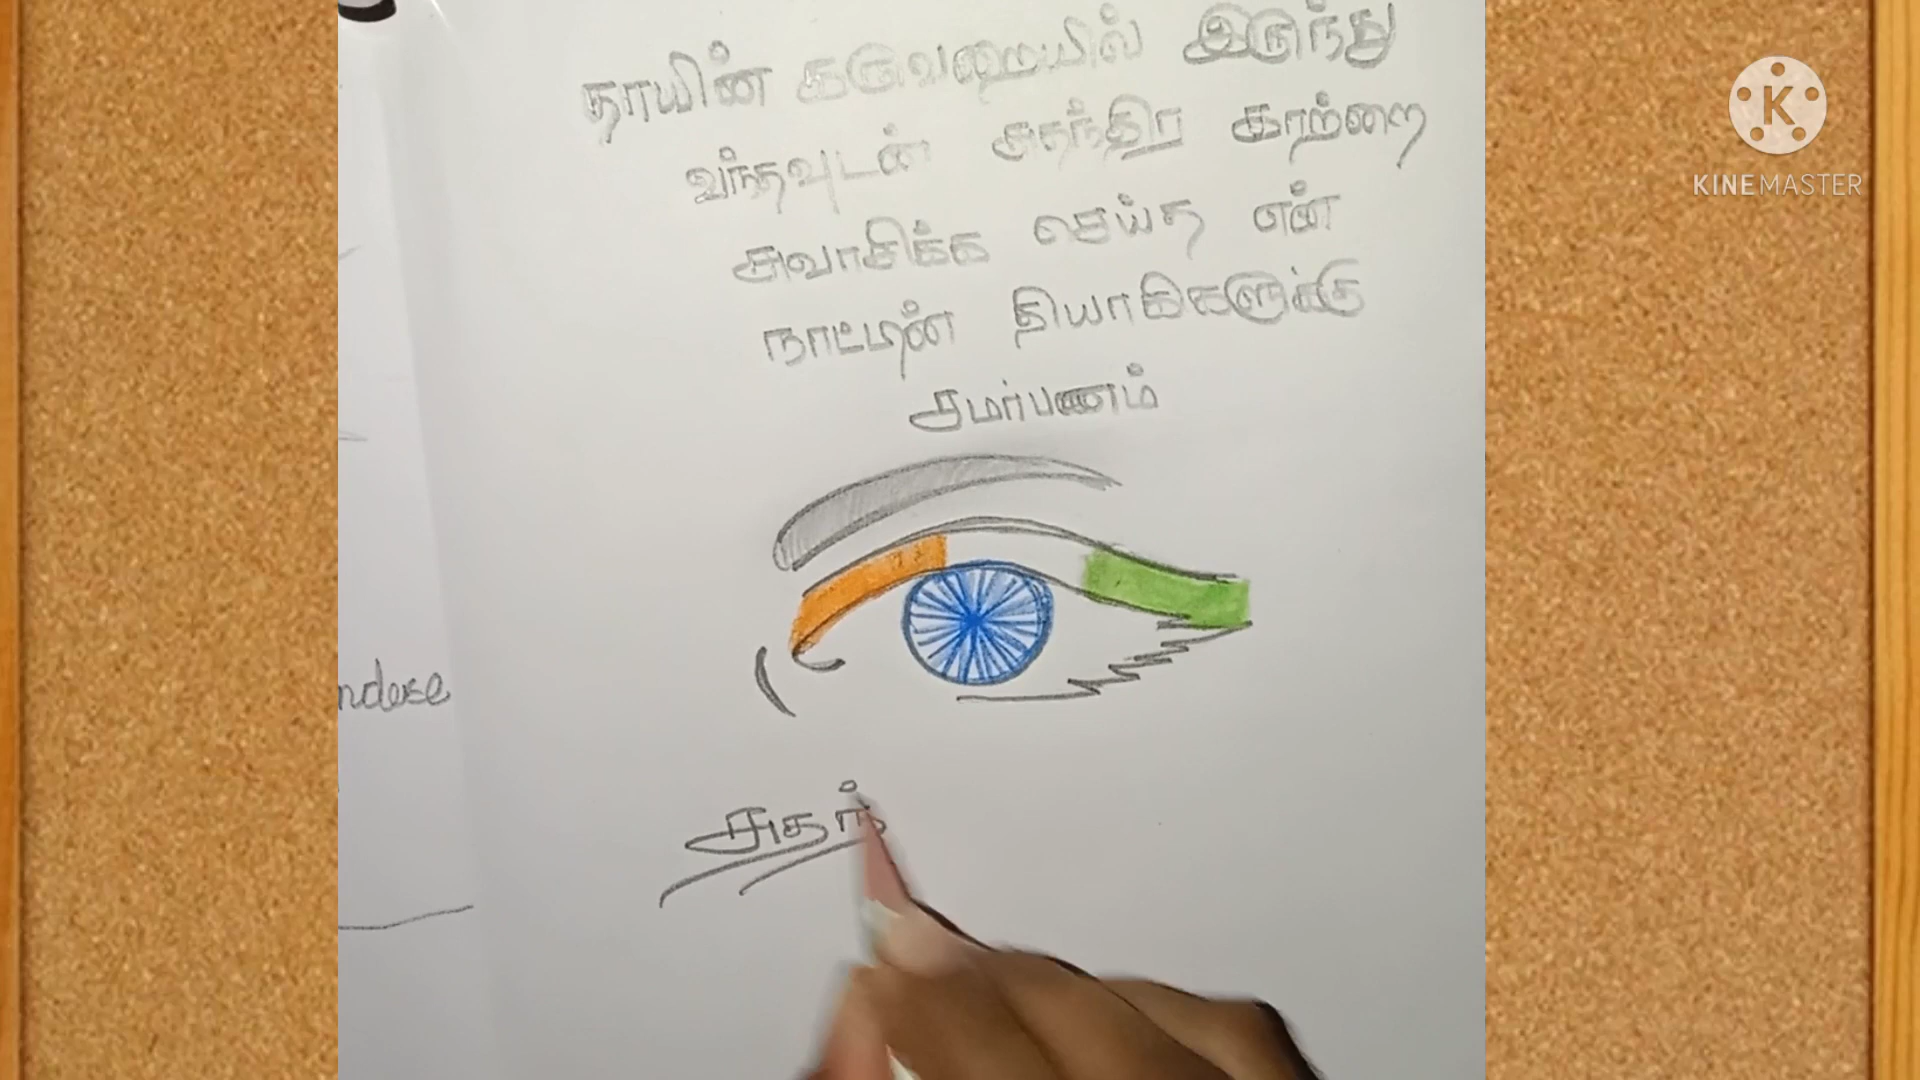 தாயின் கருவறையில் இருந்து
வந்தவுடன் சுதந்திர காற்றை
சுவாசிக்க செய்த என்
நாட்டின் தியாகிகளுக்கு
சமர்பணம்
KINEMASTER